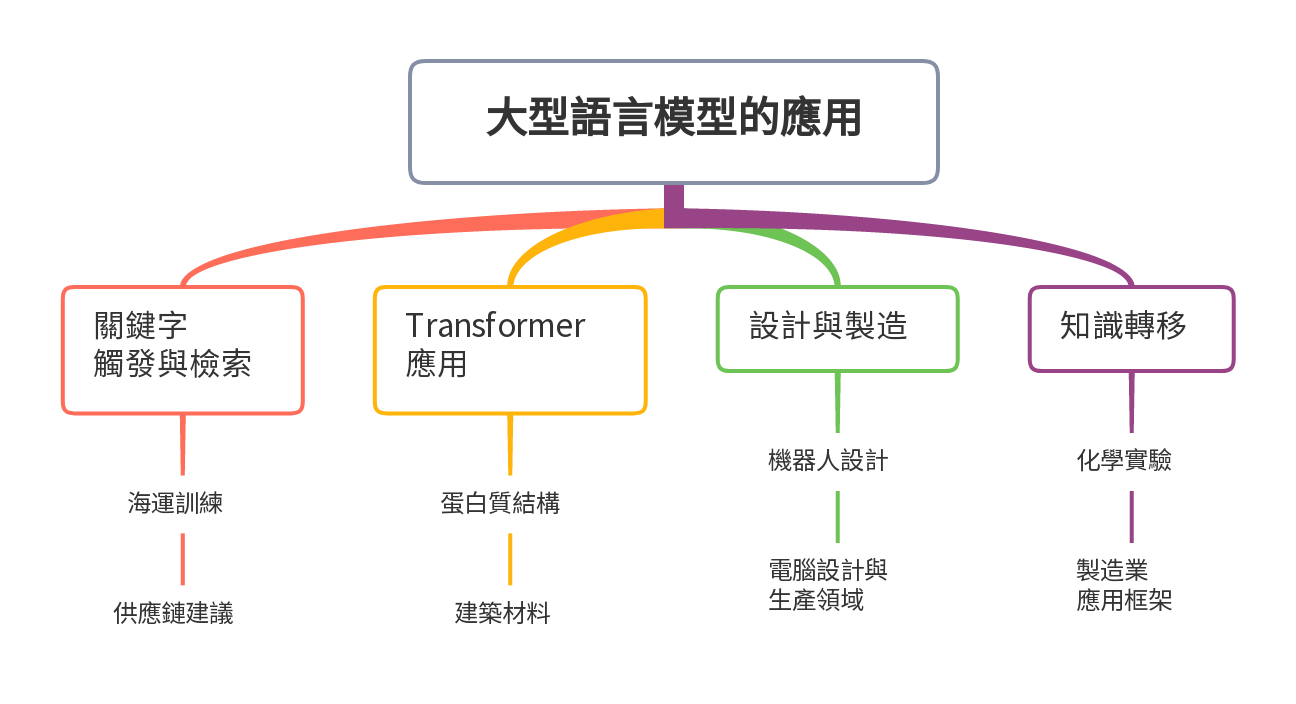 大型語言模型的應用
關鍵字
觸發與檢索
海運訓練
供應鏈建議
Transformer
應用
蛋白質結構
建築材料
設計與製造
機器人設計
電腦設計與
生產領域
知識轉移
化學實驗
製造業
應用框架